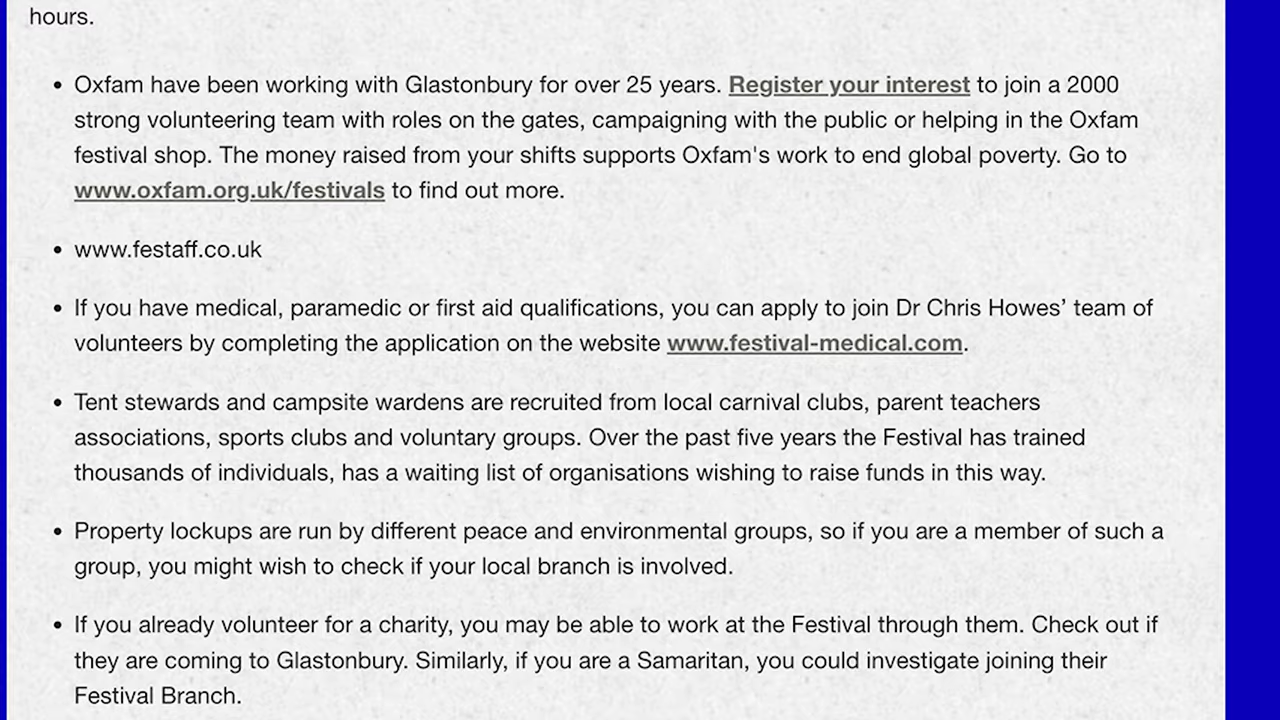 hours.
• Oxfam have been working with Glastonbury for over 25 years. Register your interest to join a 2000
strong volunteering team with roles on the gates, campaigning with the public or helping in the Oxfam
festival shop. The money raised from your shifts supports Oxfam's work to end global poverty. Go to
www.oxfam.org.uk/festivals to find out more.
• www.festaff.co.uk
• If you have medical, paramedic or first aid qualifications, you can apply to join Dr Chris Howes’ team of
volunteers by completing the application on the website www.festival-medical.com.
• Tent stewards and campsite wardens are recruited from local carnival clubs, parent teachers
associations, sports clubs and voluntary groups. Over the past five years the Festival has trained
thousands of individuals, has a waiting list of organisations wishing to raise funds in this way.
• Property lockups are run by different peace and environmental groups, so if you are a member of such a
group, you might wish to check if your local branch is involved.
• If you already volunteer for a charity, you may be able to work at the Festival through them. Check out if
they are coming to Glastonbury. Similarly, if you are a Samaritan, you could investigate joining their
Festival Branch.